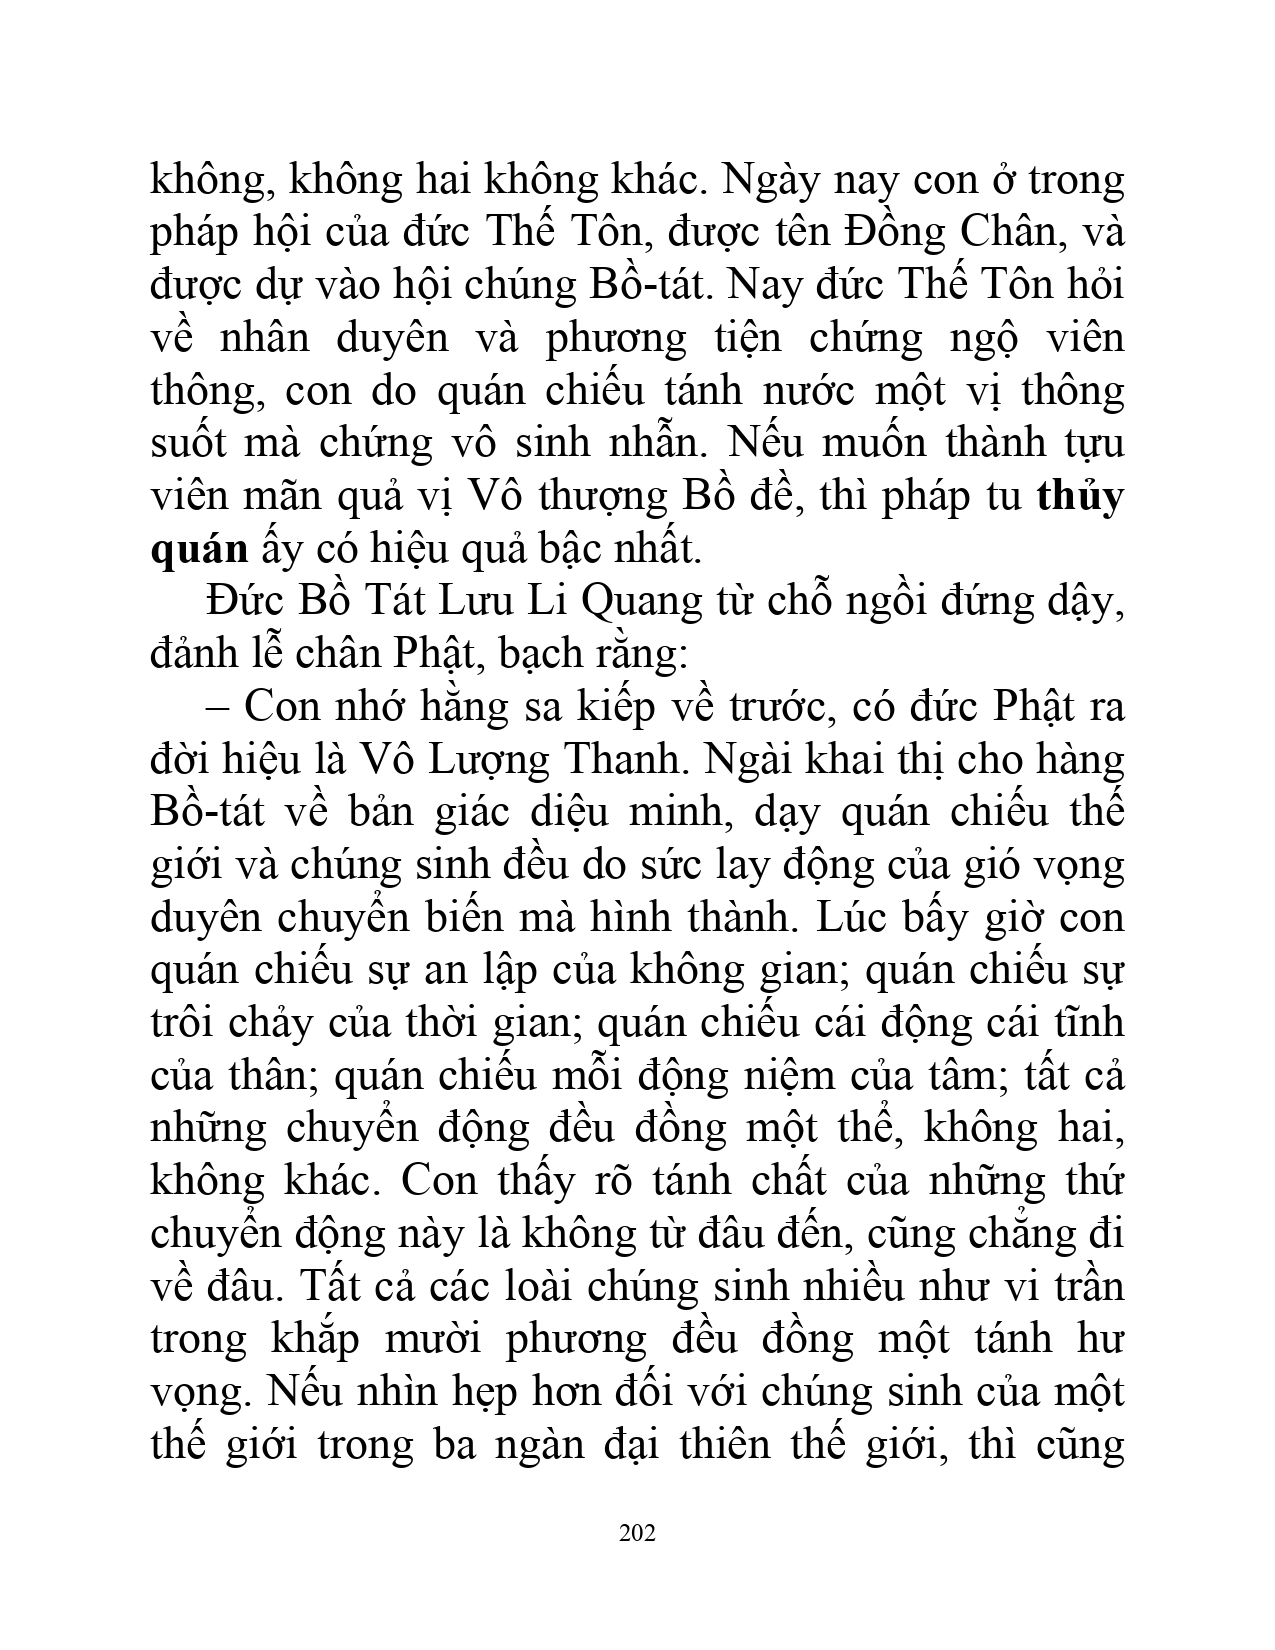 không, không hai không khác. Ngày nay con ở trong
pháp hội của đức Thế Tôn, được tên Đồng Chân, và
được dự vào hội chúng Bồ-tát. Nay đức Thế Tôn hỏi
về nhân duyên và phương tiện chứng ngộ viên
thông, con do quán chiếu tánh nước một vị thông
suốt mà chứng vô sinh nhẫn. Nếu muốn thành tựu
viên mãn quả vị Vô thượng Bồ đề, thì pháp tu thủy
quán ấy có hiệu quả bậc nhất.
Đức Bồ Tát Lưu Li Quang từ chỗ ngồi đứng dậy,
đảnh lễ chân Phật, bạch rằng:
– Con nhớ hằng sa kiếp về trước, có đức Phật ra
đời hiệu là Vô Lượng Thanh. Ngài khai thị cho hàng
Bồ-tát về bản giác diệu minh, dạy quán chiếu thế
giới và chúng sinh đều do sức lay động của gió vọng
duyên chuyển biến mà hình thành. Lúc bấy giờ con
quán chiếu sự an lập của không gian; quán chiếu sự
trôi chảy của thời gian; quán chiếu cái động cái tĩnh
của thân; quán chiếu mỗi động niệm của tâm; tất cả
những chuyển động đều đồng một thể, không hai,
không khác. Con thấy rõ tánh chất của những thứ
chuyển động này là không từ đâu đến, cũng chẳng đi
về đâu. Tất cả các loài chúng sinh nhiều như vi trần
trong khắp mười phương đều đồng một tánh hư
vọng. Nếu nhìn hẹp hơn đối với chúng sinh của một
thế giới trong ba ngàn đại thiên thế giới, thì cũng
202